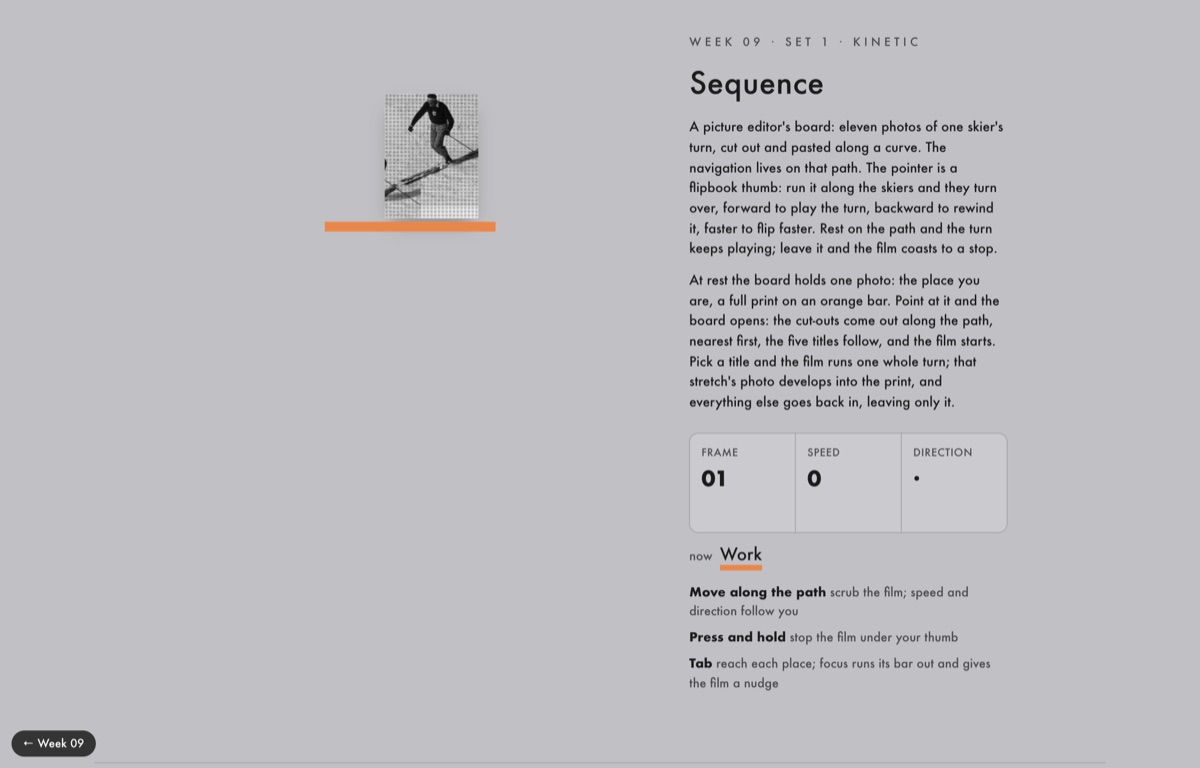 WEEK 09 · SET 1 · KINETIC
Sequence
A picture editor's board: eleven photos of one skier's
turn, cut out and pasted along a curve. The
navigation lives on that path. The pointer is a
flipbook thumb: run it along the skiers and they turn
over, forward to play the turn, backward to rewind
it, faster to flip faster. Rest on the path and the turn
keeps playing; leave it and the film coasts to a stop.
At rest the board holds one photo: the place you
are, a full print on an orange bar. Point at it and the
board opens: the cut-outs come out along the path,
nearest first, the five titles follow, and the film starts.
Pick a title and the film runs one whole turn; that
stretch's photo develops into the print, and
everything else goes back in, leaving only it.
FRAME
01
SPEED
0
DIRECTION
•
now Work
Move along the path scrub the film; speed and
direction follow you
Press and hold stop the film under your thumb
Tab reach each place; focus runs its bar out and gives
the film a nudge
← Week 09